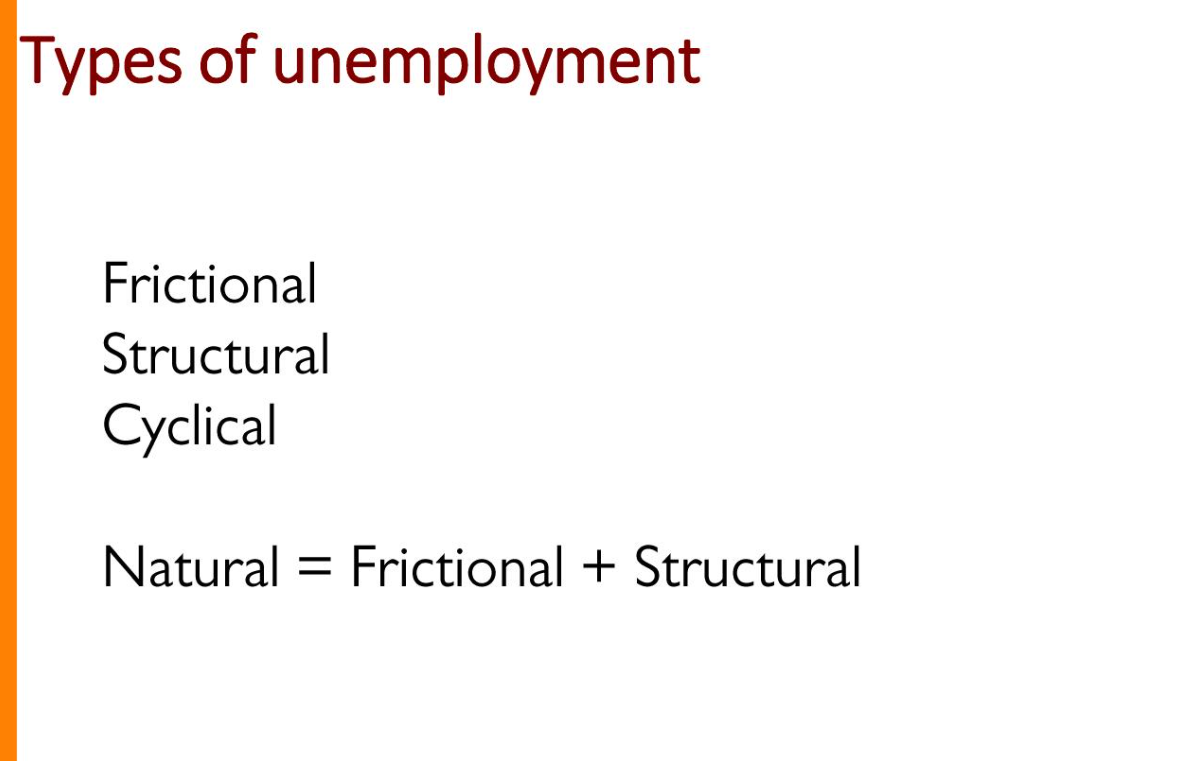 Types of unemployment
Frictional
Structural
Cyclical
Natural = Frictional + Structural